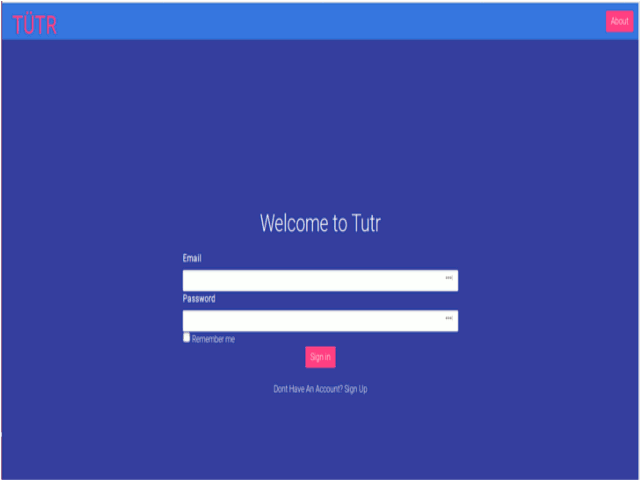 TÜTR
About
Welcome to Tutr
Email
Password
Remember me
Sign in
Dont Have An Account? Sign Up